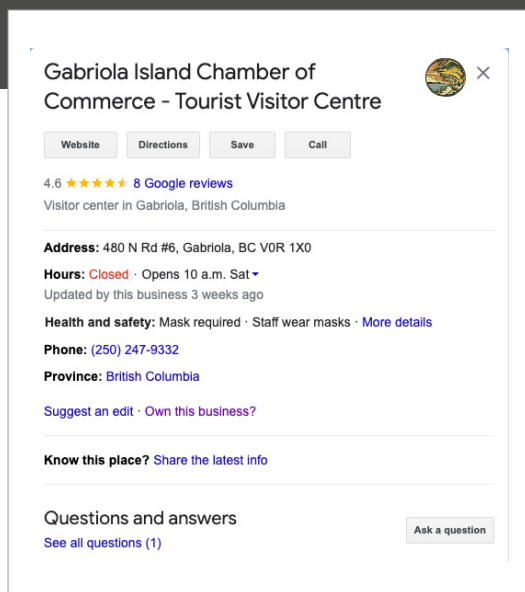 Gabriola Island Chamber of
Commerce - Tourist Visitor Centre
Website
Directions
Save
Call
4.6 ★★★★★ 8 Google reviews
Visitor center in Gabriola, British Columbia
Address: 480 N Rd #6, Gabriola, BC V0R 1X0
Hours: Closed · Opens 10 a.m. Sat
Updated by this business 3 weeks ago
Health and safety: Mask required · Staff wear masks · More details
Phone: (250) 247-9332
Province: British Columbia
Suggest an edit · Own this business?
Know this place? Share the latest info
Questions and answers
See all questions (1)
Ask a question